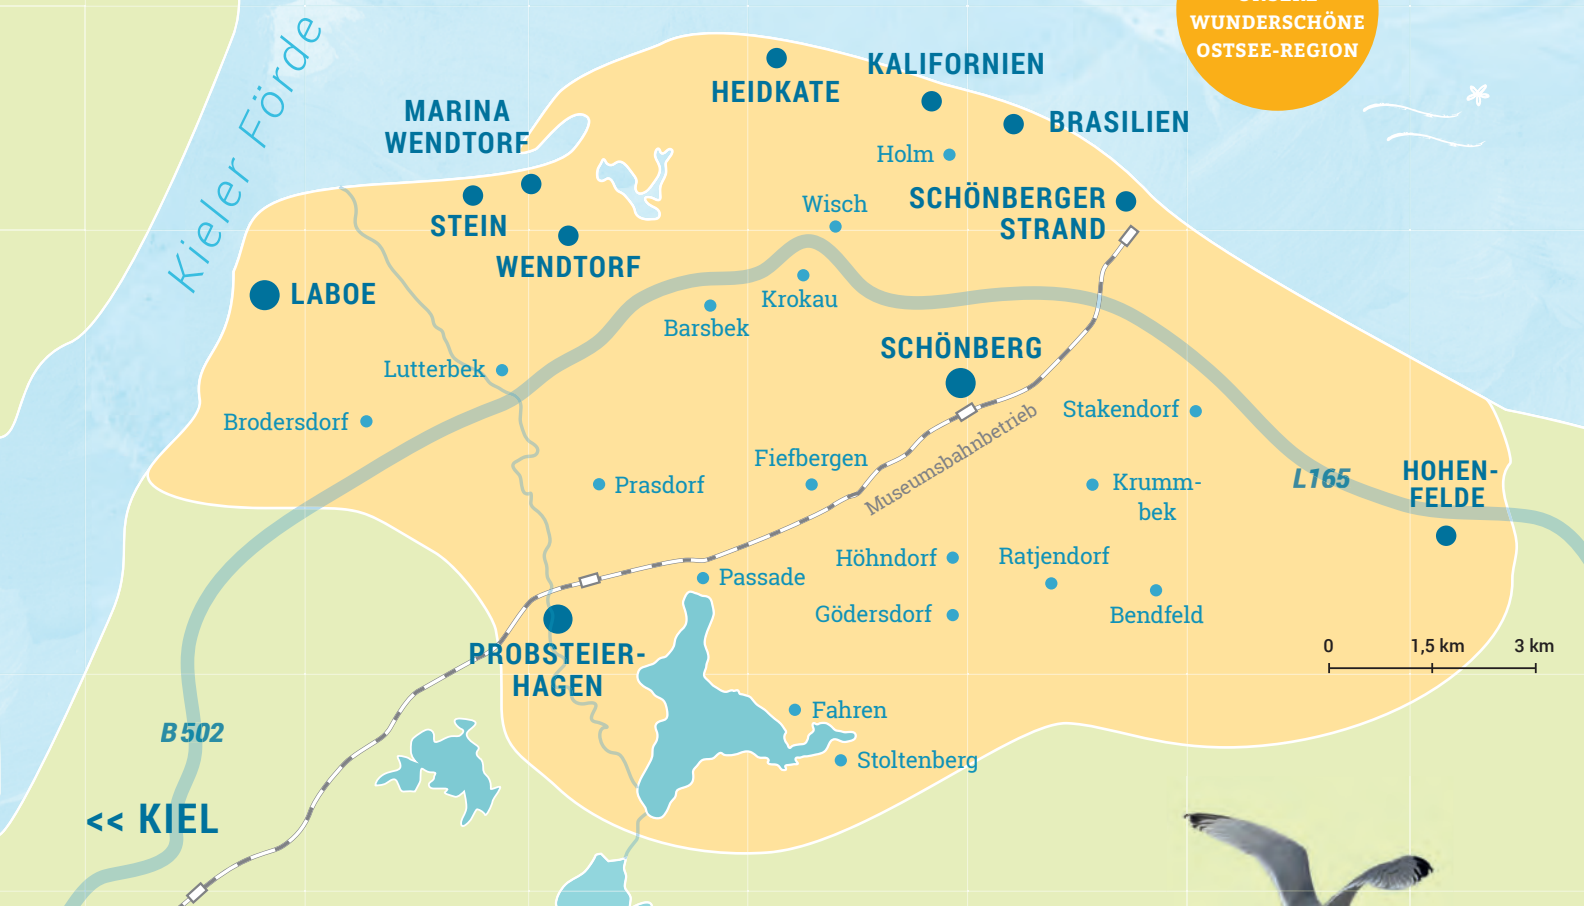 WUNDERSCHÖNE
OSTSEE-REGION
Kieler Förde
KALIFORNIEN
HEIDKATE
MARINA
WENDTORF
BRASILIEN
Holm
SCHÖNBERGER
STRAND
Wisch
STEIN
WENDTORF
LABOE
Krokau
Barsbek
SCHÖNBERG
Lutterbek
Brodersdorf
Stakendorf
Museumsbahnbetrieb
Fiefbergen
Prasdorf
L165
HOHEN-
FELDE
Krumm-
bek
Höhndorf
Ratjendorf
Passade
Gödersdorf
Bendfeld
PROBSTEIER-
HAGEN
0 1,5 km 3 km
Fahren
B 502
Stoltenberg
<< KIEL